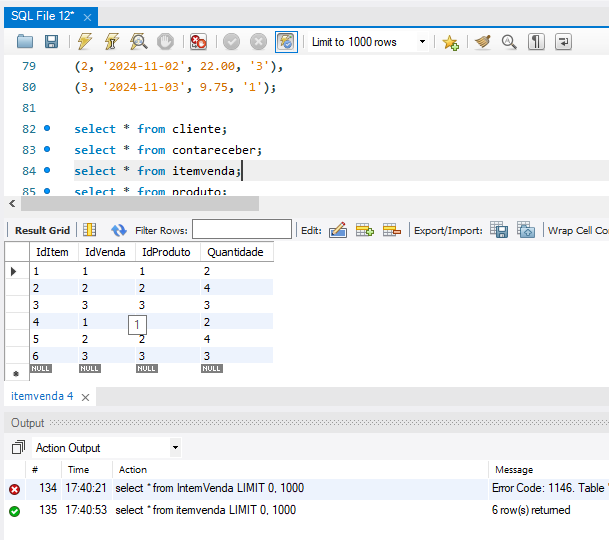 SQL File 12*
Limit to 1000 rows
79 (2, '2024-11-02', 22.00, '3'),
80 (3, '2024-11-03', 9.75, '1');
81
82 select * from cliente;
83 select * from contareceber;
84 select * from itemvenda;
85 select * from produto;
Result Grid Filter Rows: Edit: Export/Import: Wrap Cell Co
IdItem IdVenda IdProduto Quantidade
1 1 1 2
2 2 2 4
3 3 3 3
4 1 1 2
5 2 2 4
6 3 3 3
NULL NULL NULL NULL
itemvenda 4
Output
Action Output
# Time Action Message
134 17:40:21 select * from IntemVenda LIMIT 0, 1000 Error Code: 1146. Table '
135 17:40:53 select * from itemvenda LIMIT 0, 1000 6 row(s) returned